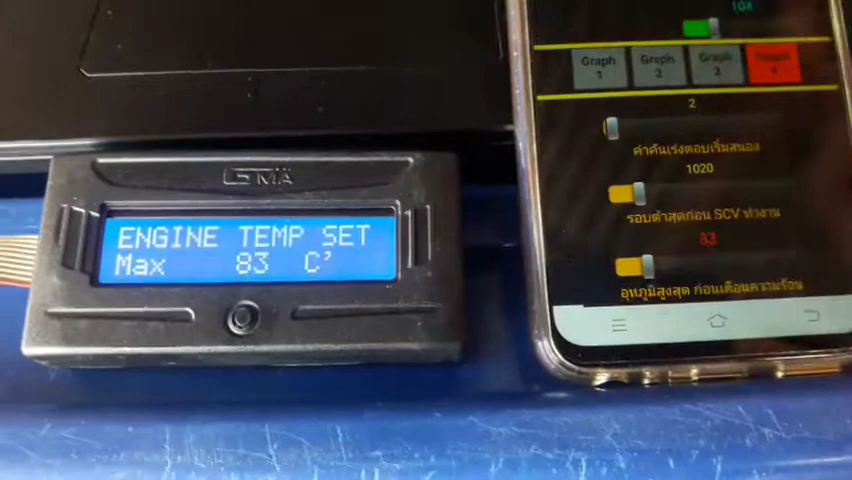 GMA
ENGINE TEMP SET
Max 83 C'
104
Graph
1
Graph
2
Graph
3
Graph
4
2
ค่าคันเร่งตอบเริ่มสนอง
1020
รอบต่ำสุดก่อน SCV ทำงาน
อุหภูมิสูงสุด ก่อนเตือนความร้อน